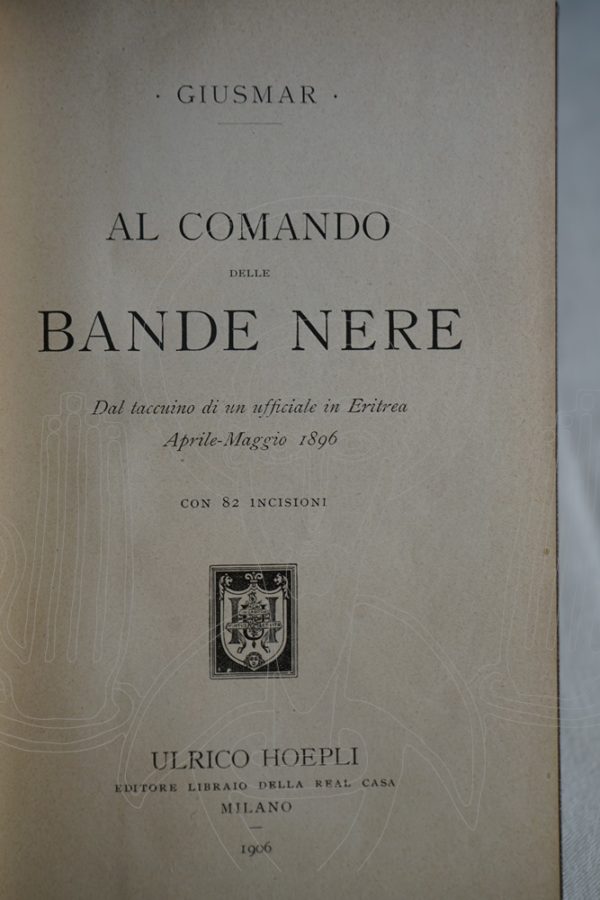 · GIUSMAR ·
AL COMANDO
DELLE
BANDE NERE
Dal taccuino di un ufficiale in Eritrea
Aprile-Maggio 1896
CON 82 INCISIONI
ULRICO HOEPLI
EDITORE LIBRAIO DELLA REAL CASA
MILANO
1906